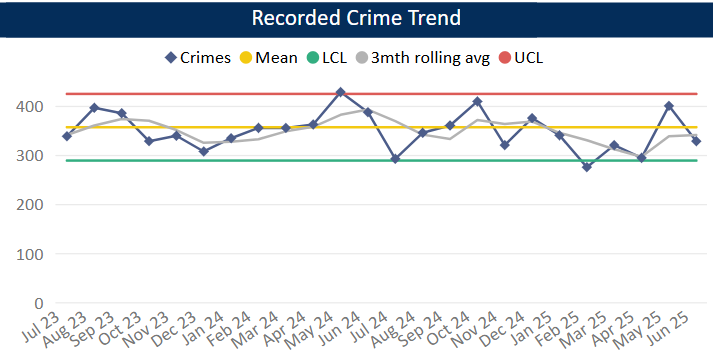 Recorded Crime Trend
Crimes Mean LCL 3mth rolling avg UCL
400
300
200
100
0
Jul 23 Aug 23 Sep 23 Oct 23 Nov 23 Dec 23 Jan 24 Feb 24 Mar 24 Apr 24 May 24 Jun 24 Jul 24 Aug 24 Sep 24 Oct 24 Nov 24 Dec 24 Jan 25 Feb 25 Mar 25 Apr 25 May 25 Jun 25